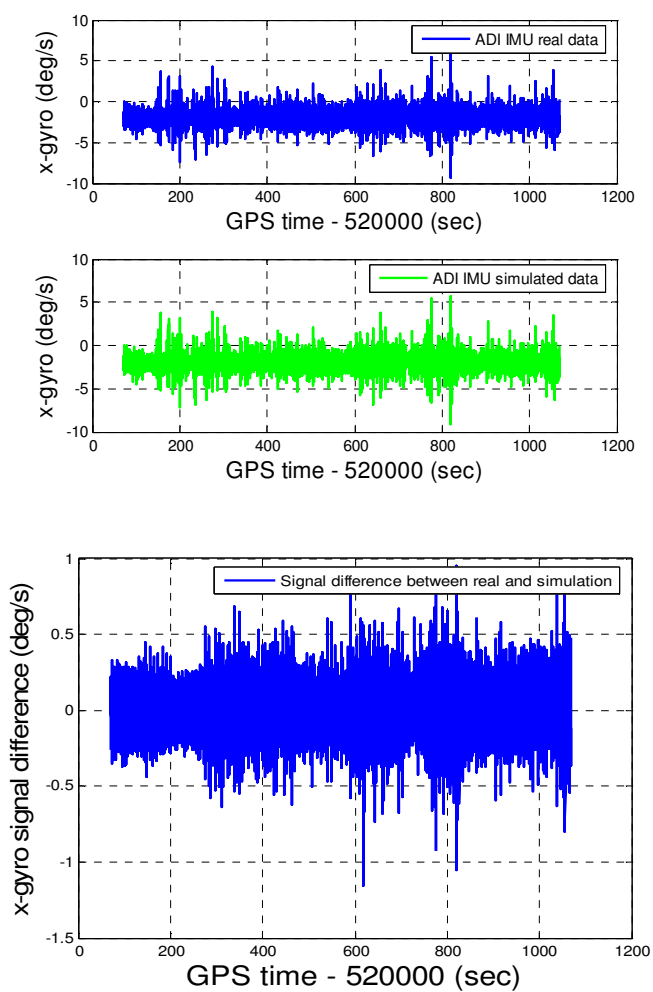 10
5
0
-5
-10
x-gyro (deg/s)
ADI IMU real data
0 200 400 600 800 1000 1200
GPS time - 520000 (sec)
10
5
0
-5
-10
x-gyro (deg/s)
ADI IMU simulated data
0 200 400 600 800 1000 1200
GPS time - 520000 (sec)
1
0.5
0
-0.5
-1
-1.5
x-gyro signal difference (deg/s)
Signal difference between real and simulation
0 200 400 600 800 1000 1200
GPS time - 520000 (sec)